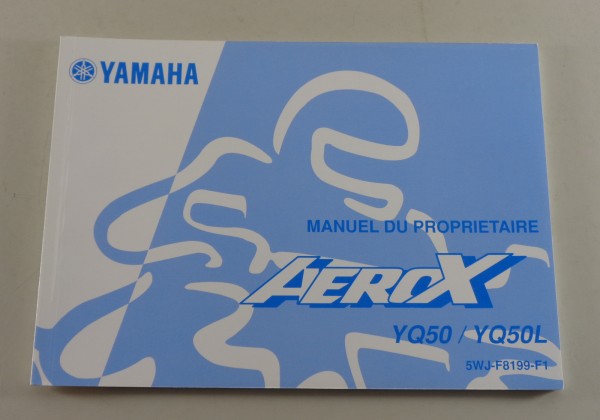 YAMAHA
MANUEL DU PROPRIETAIRE
AEROX
YQ50 / YQ50L
5WJ-F8199-F1